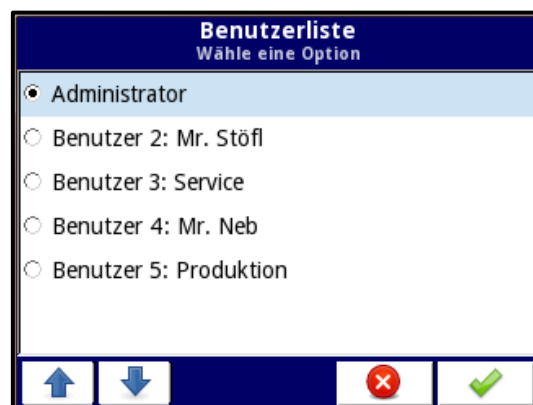 Benutzerliste
Wähle eine Option
Administrator
Benutzer 2: Mr. Stöfl
Benutzer 3: Service
Benutzer 4: Mr. Neb
Benutzer 5: Produktion